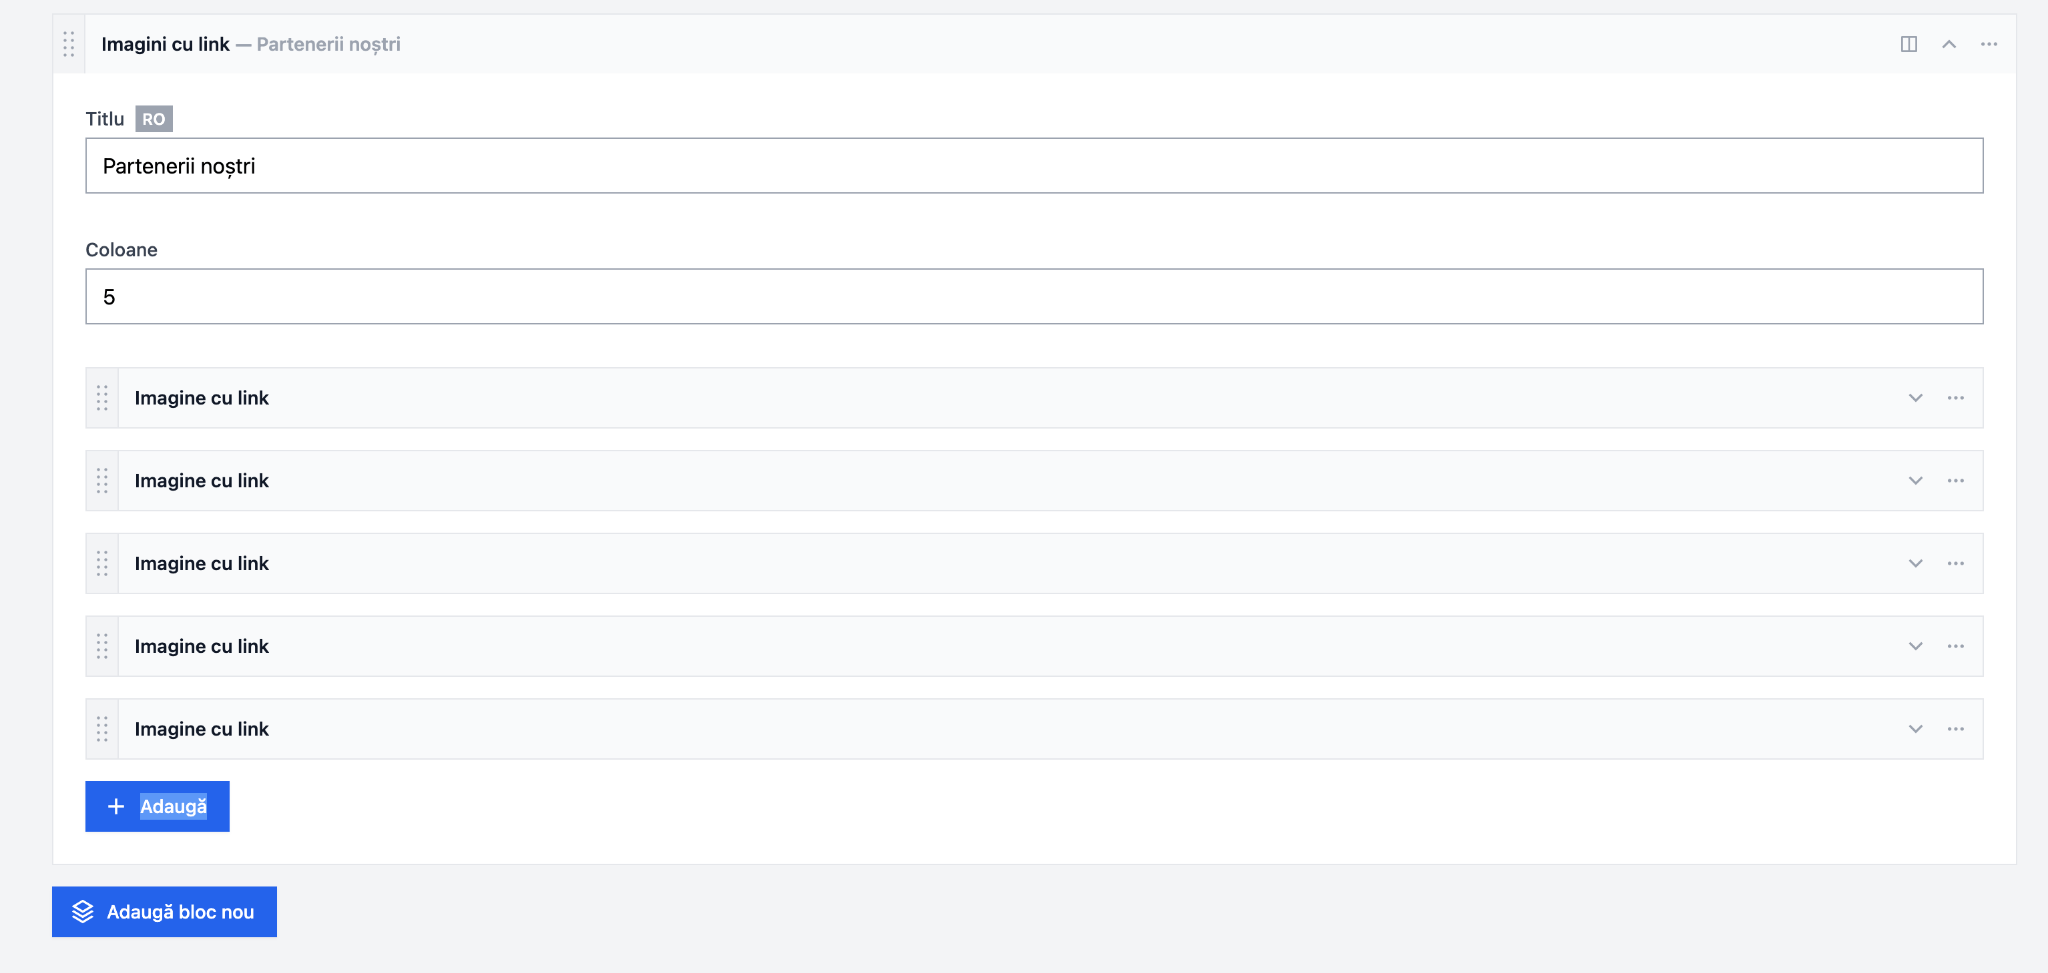 Imagini cu link — Partenerii noștri
Titlu RO
Partenerii noștri
Coloane
5
Imagine cu link
Imagine cu link
Imagine cu link
Imagine cu link
Imagine cu link
Adaugă
Adaugă bloc nou